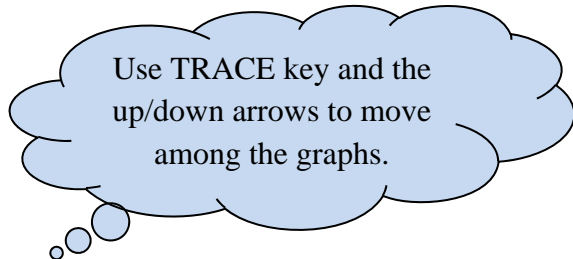 Use TRACE key and the
up/down arrows to move
among the graphs.